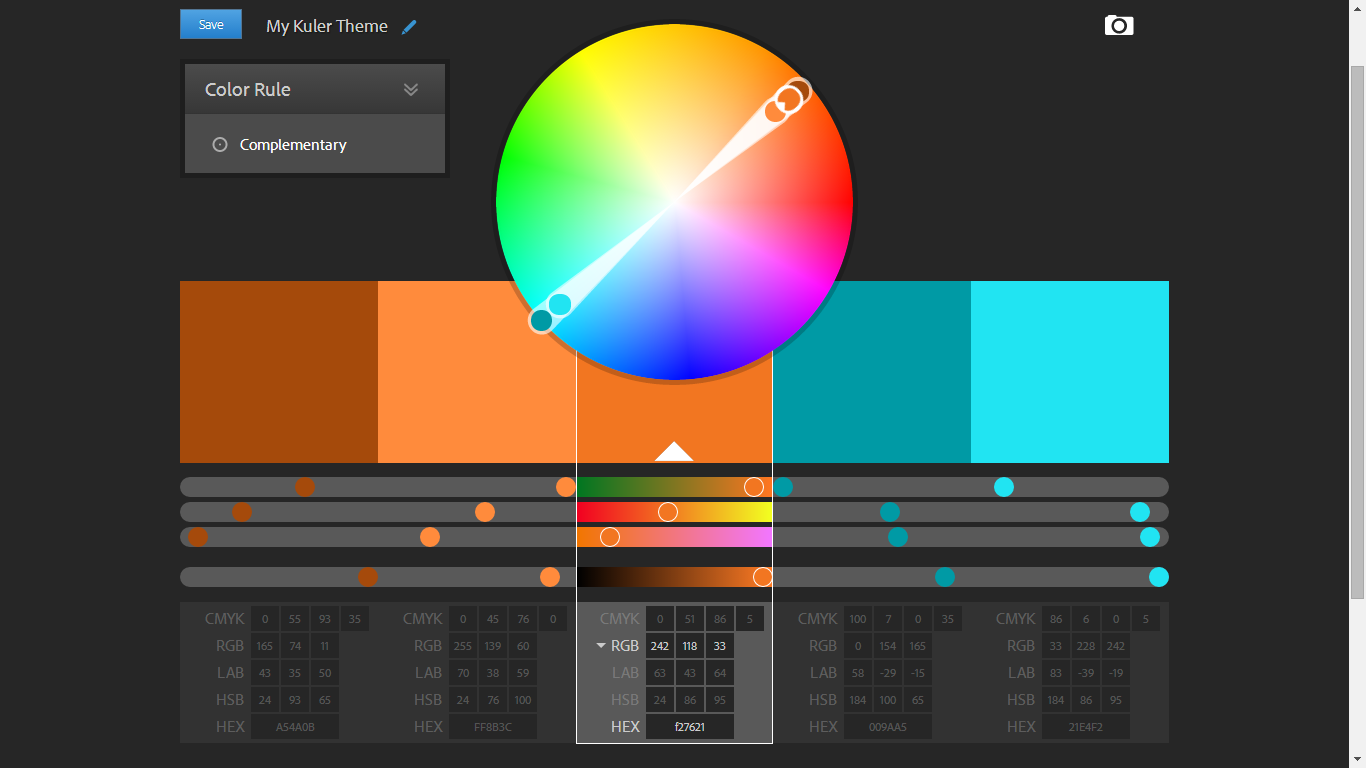 Save My Kuler Theme
Color Rule
Complementary
CMYK 0 55 93 35 CMYK 0 45 76 0 CMYK 0 51 86 5 CMYK 100 7 0 35 CMYK 86 6 0 5
RGB 165 74 11 RGB 255 139 60 RGB 242 118 33 RGB 0 154 165 RGB 33 228 242
LAB 43 35 50 LAB 70 38 59 LAB 63 43 64 LAB 58 -29 -15 LAB 83 -39 -19
HSB 24 93 65 HSB 24 76 100 HSB 24 86 95 HSB 184 100 65 HSB 184 86 95
HEX A54A0B HEX FF8B3C HEX f27621 HEX 009AA5 HEX 21E4F2